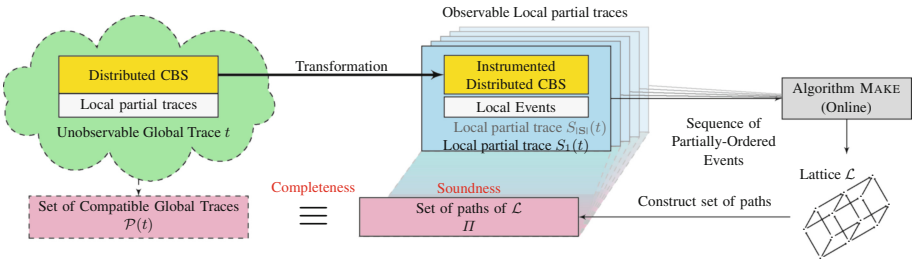 Observable Local partial traces
Distributed CBS
Local partial traces
Unobservable Global Trace t
Transformation
Instrumented
Distributed CBS
Local Events
Local partial trace S|S|(t)
Local partial trace S1(t)
Algorithm MAKE
(Online)
Sequence of
Partially-Ordered
Events
Lattice ℒ
Completeness
Soundness
Set of Compatible Global Traces
𝒫(t)
≡
Set of paths of ℒ
Π
Construct set of paths